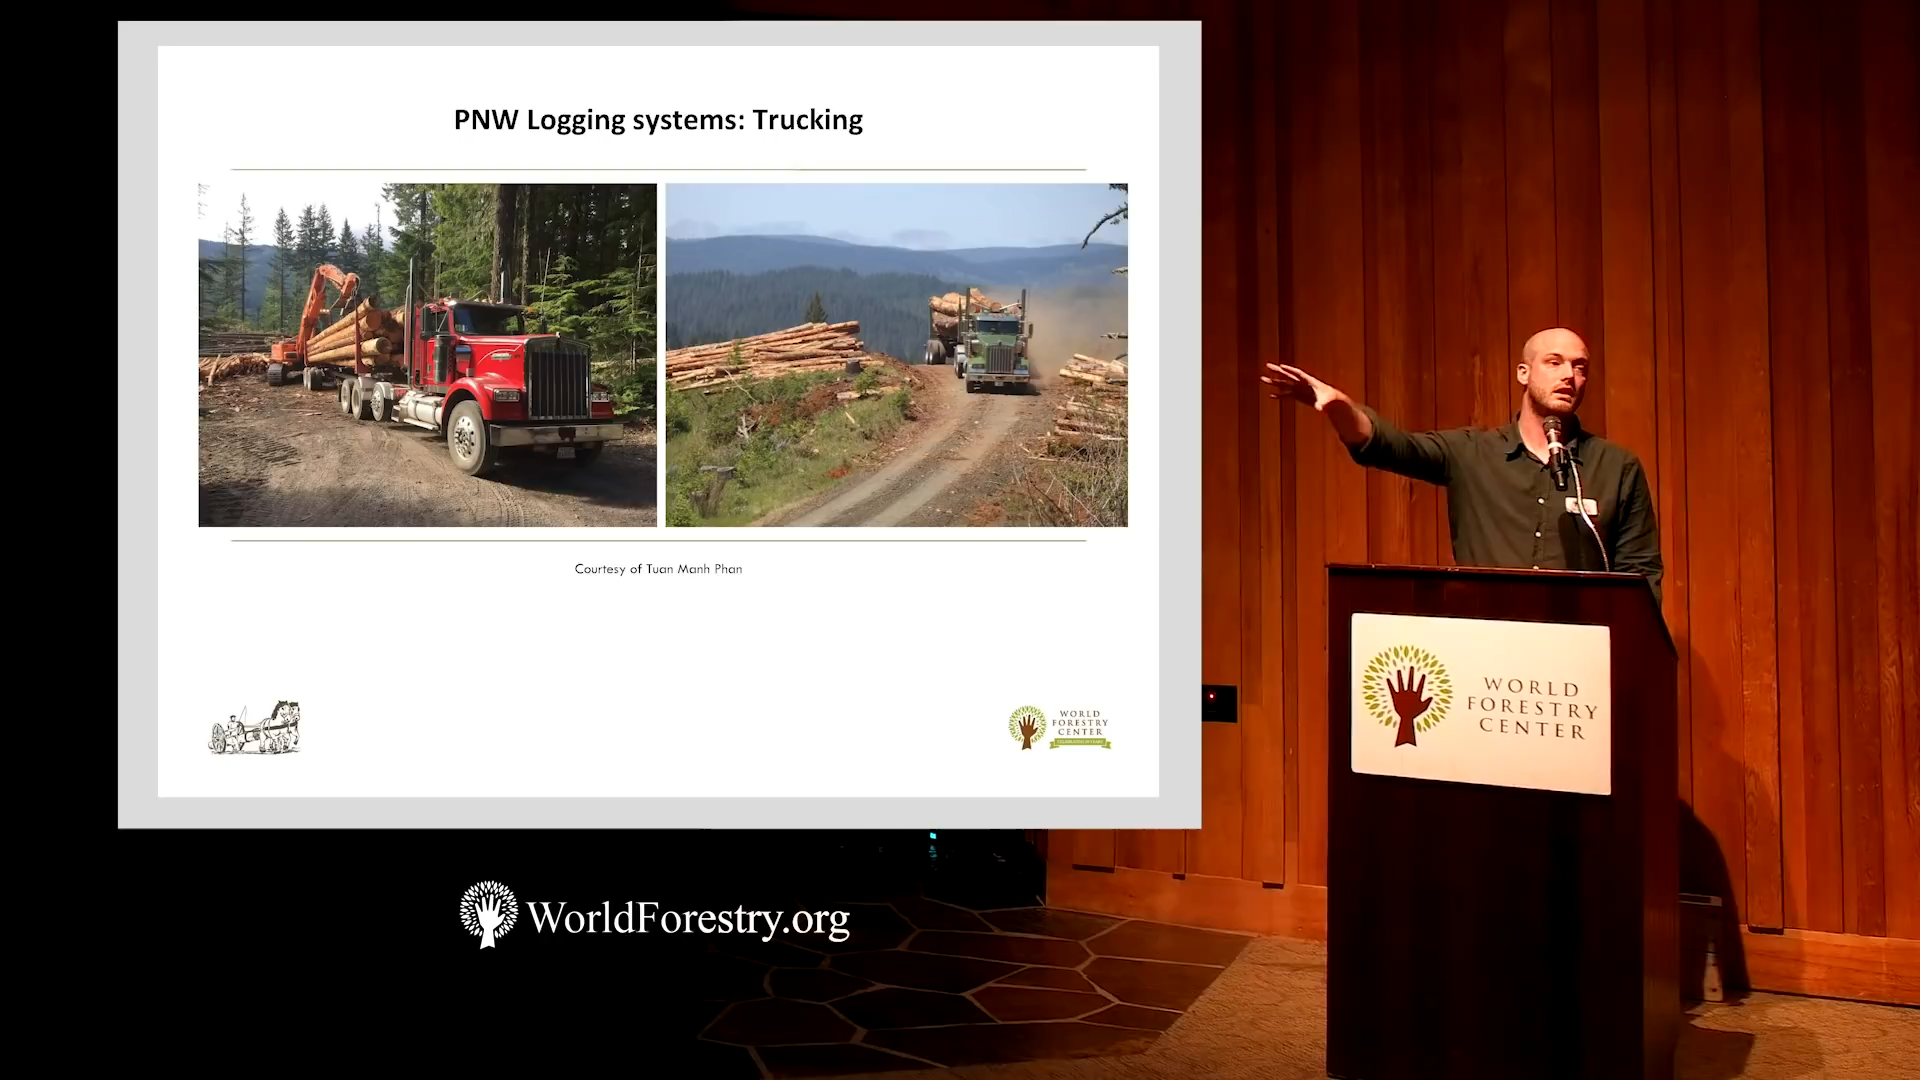 PNW Logging systems: Trucking
Courtesy of Tuan Manh Phan
WORLD
FORESTRY
CENTER
WorldForestry.org
WORLD
FORESTRY
CENTER